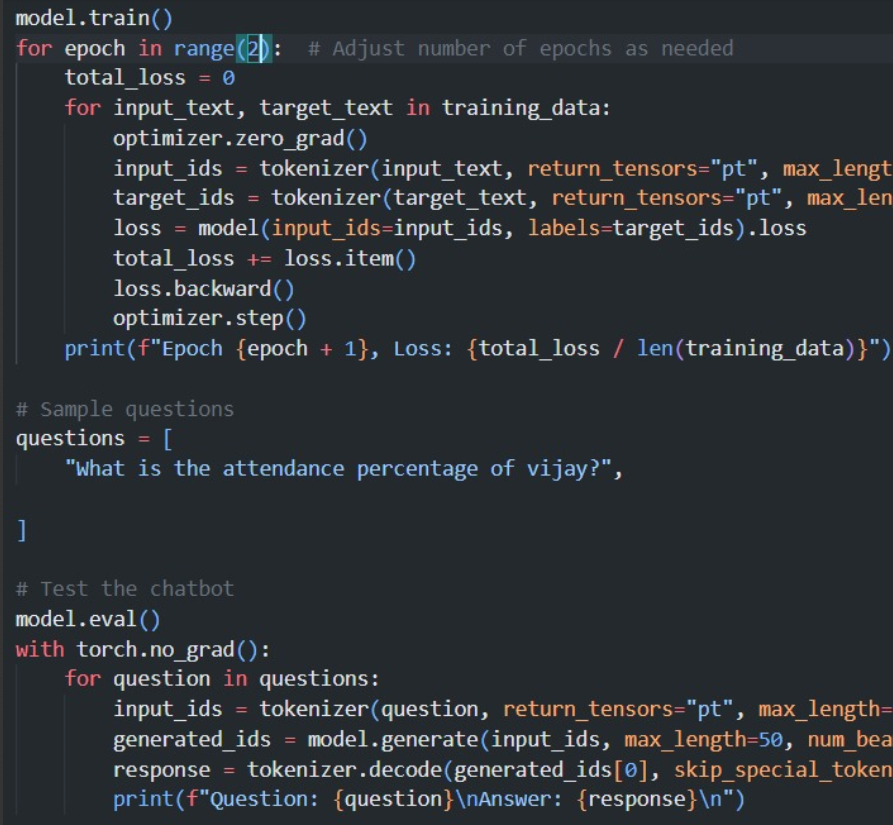 model.train()
for epoch in range(2):  # Adjust number of epochs as needed
    total_loss = 0
    for input_text, target_text in training_data:
        optimizer.zero_grad()
        input_ids = tokenizer(input_text, return_tensors="pt", max_lengt
        target_ids = tokenizer(target_text, return_tensors="pt", max_len
        loss = model(input_ids=input_ids, labels=target_ids).loss
        total_loss += loss.item()
        loss.backward()
        optimizer.step()
    print(f"Epoch {epoch + 1}, Loss: {total_loss / len(training_data)}")
# Sample questions
questions = [
    "What is the attendance percentage of vijay?",
]
# Test the chatbot
model.eval()
with torch.no_grad():
    for question in questions:
        input_ids = tokenizer(question, return_tensors="pt", max_length=
        generated_ids = model.generate(input_ids, max_length=50, num_bea
        response = tokenizer.decode(generated_ids[0], skip_special_token
        print(f"Question: {question}\nAnswer: {response}\n")